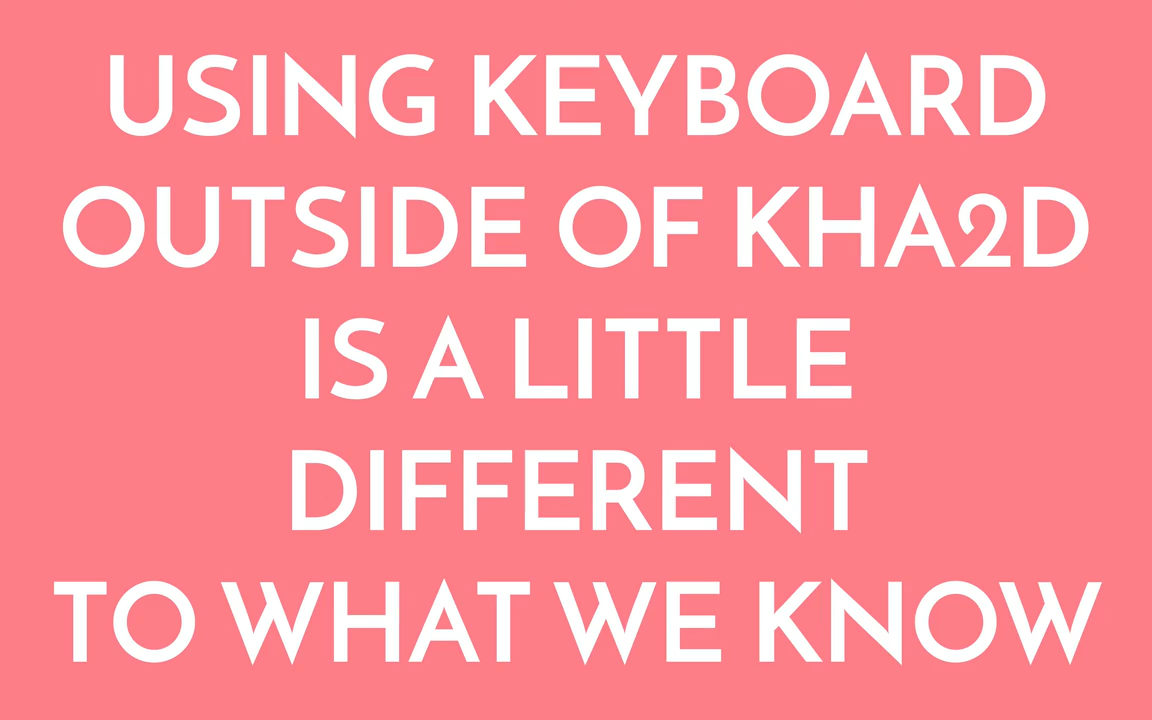 USING KEYBOARD
OUTSIDE OF KHA2D
IS A LITTLE
DIFFERENT
TO WHAT WE KNOW